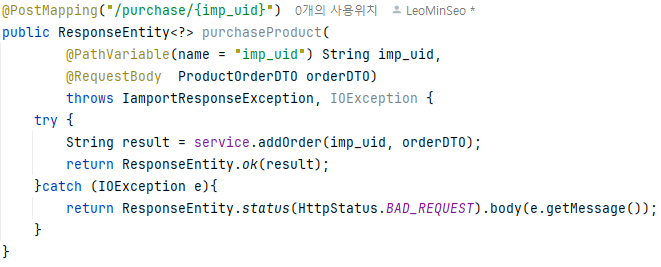 @PostMapping("/purchase/{imp_uid}") 0개의 사용위치 LeoMinSeo *
public ResponseEntity<?> purchaseProduct(
        @PathVariable(name = "imp_uid") String imp_uid,
        @RequestBody  ProductOrderDTO orderDTO)
        throws IamportResponseException, IOException {
    try {
        String result = service.addOrder(imp_uid, orderDTO);
        return ResponseEntity.ok(result);
    }catch (IOException e){
        return ResponseEntity.status(HttpStatus.BAD_REQUEST).body(e.getMessage());
    }
}